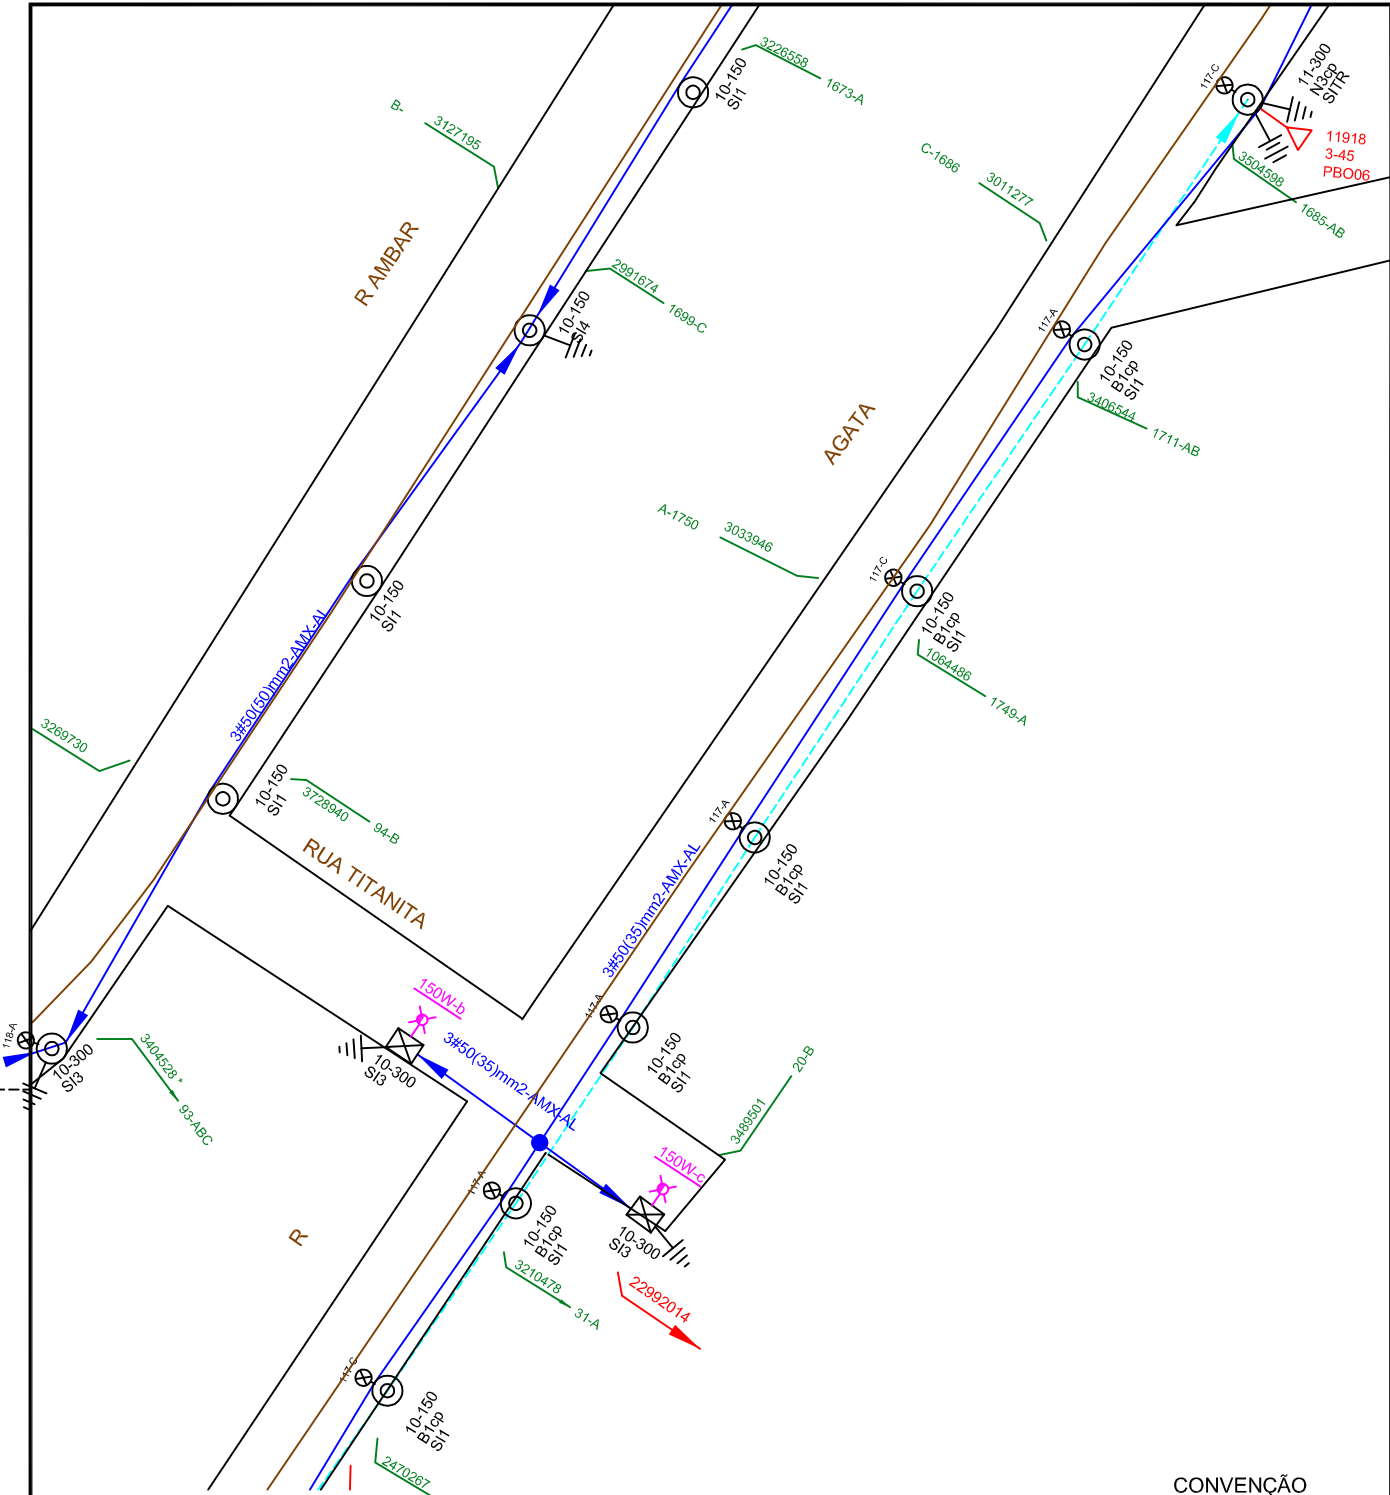 3226558
1673-A
10-150
SI1
B-
3127195
R AMBAR
2991674
1699-C
10-150
SI4
C-1686
3011277
117-C
11-300
N3cp
SITR
11918
3-45
PBO06
3504598
1685-AB
117-A
10-150
B1cp
SI1
3406544
1711-AB
AGATA
A-1750
3033946
117-C
10-150
B1cp
SI1
1064486
1749-A
10-150
SI1
3#50(50)mm2-AMX-AL
3269730
10-150
SI1
3728940
94-B
RUA TITANITA
117-A
10-150
B1cp
SI1
3#50(35)mm2-AMX-AL
117-A
10-150
B1cp
SI1
118-A
10-300
SI3
3404528 *
93-ABC
150W-b
10-300
SI3
3#50(35)mm2-AMX-AL
20-B
3489501
150W-c
10-300
SI3
22992014
117-A
10-150
B1cp
SI1
3210478
31-A
R
117-C
10-150
B1cp
SI1
2470267
CONVENÇÃO